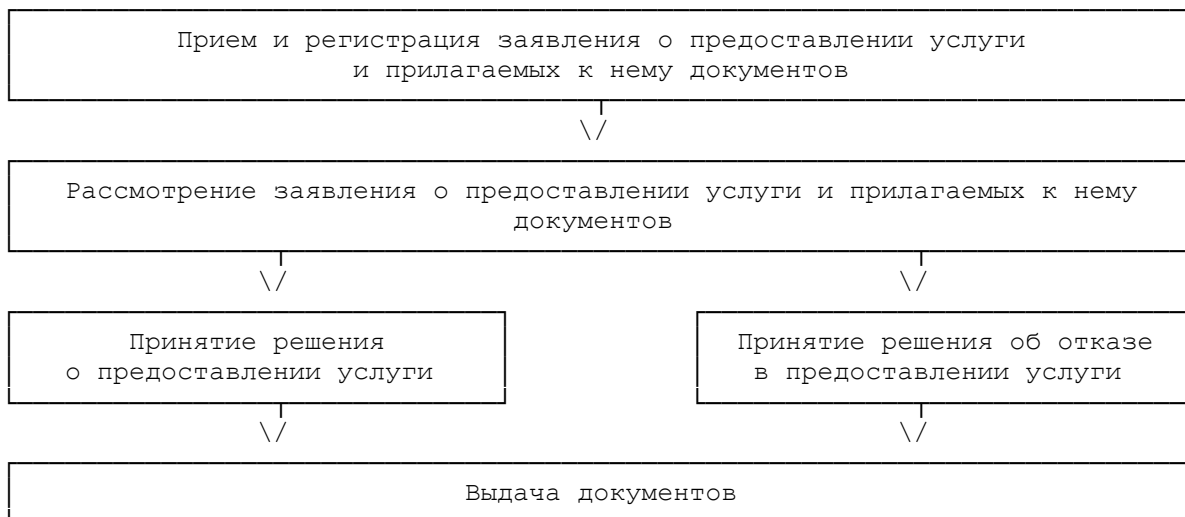 Прием и регистрация заявления о предоставлении услуги
и прилагаемых к нему документов
\/
Рассмотрение заявления о предоставлении услуги и прилагаемых к нему
документов
\/ \/
Принятие решения
о предоставлении услуги
Принятие решения об отказе
в предоставлении услуги
\/ \/
Выдача документов